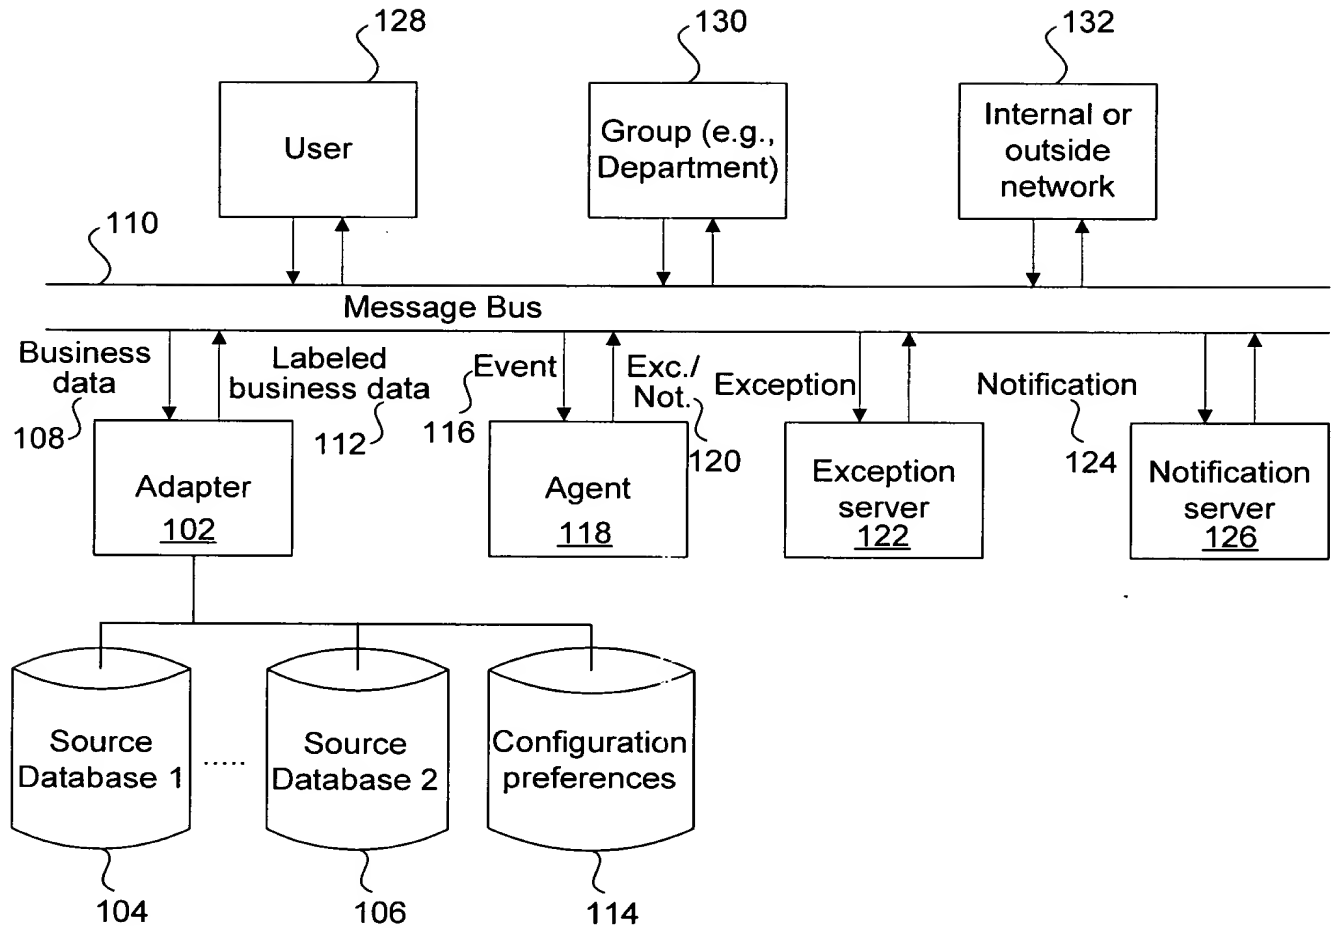 128
130
132
User
Group (e.g.,
Department)
Internal or
outside
network
110
Message Bus
Business
data
108
Labeled
business data
112
Event
116
Exc./
Not.
120
Exception
Notification
124
Adapter
102
Agent
118
Exception
server
122
Notification
server
126
Source
Database 1
.....
Source
Database 2
Configuration
preferences
104
106
114